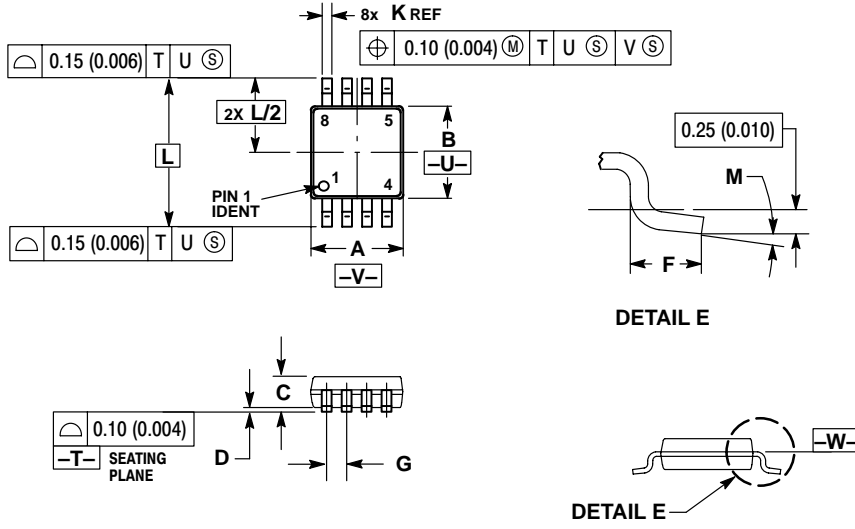 8x K REF
⌖ 0.10 (0.004) Ⓜ T U Ⓢ V Ⓢ
⌓ 0.15 (0.006) T U Ⓢ
2X L/2
8 5
B
–U–
L
1 4
PIN 1
IDENT
⌓ 0.15 (0.006) T U Ⓢ
A
–V–
0.25 (0.010)
M
F
DETAIL E
C
⌓ 0.10 (0.004)
–T– SEATING
PLANE
D
G
–W–
DETAIL E